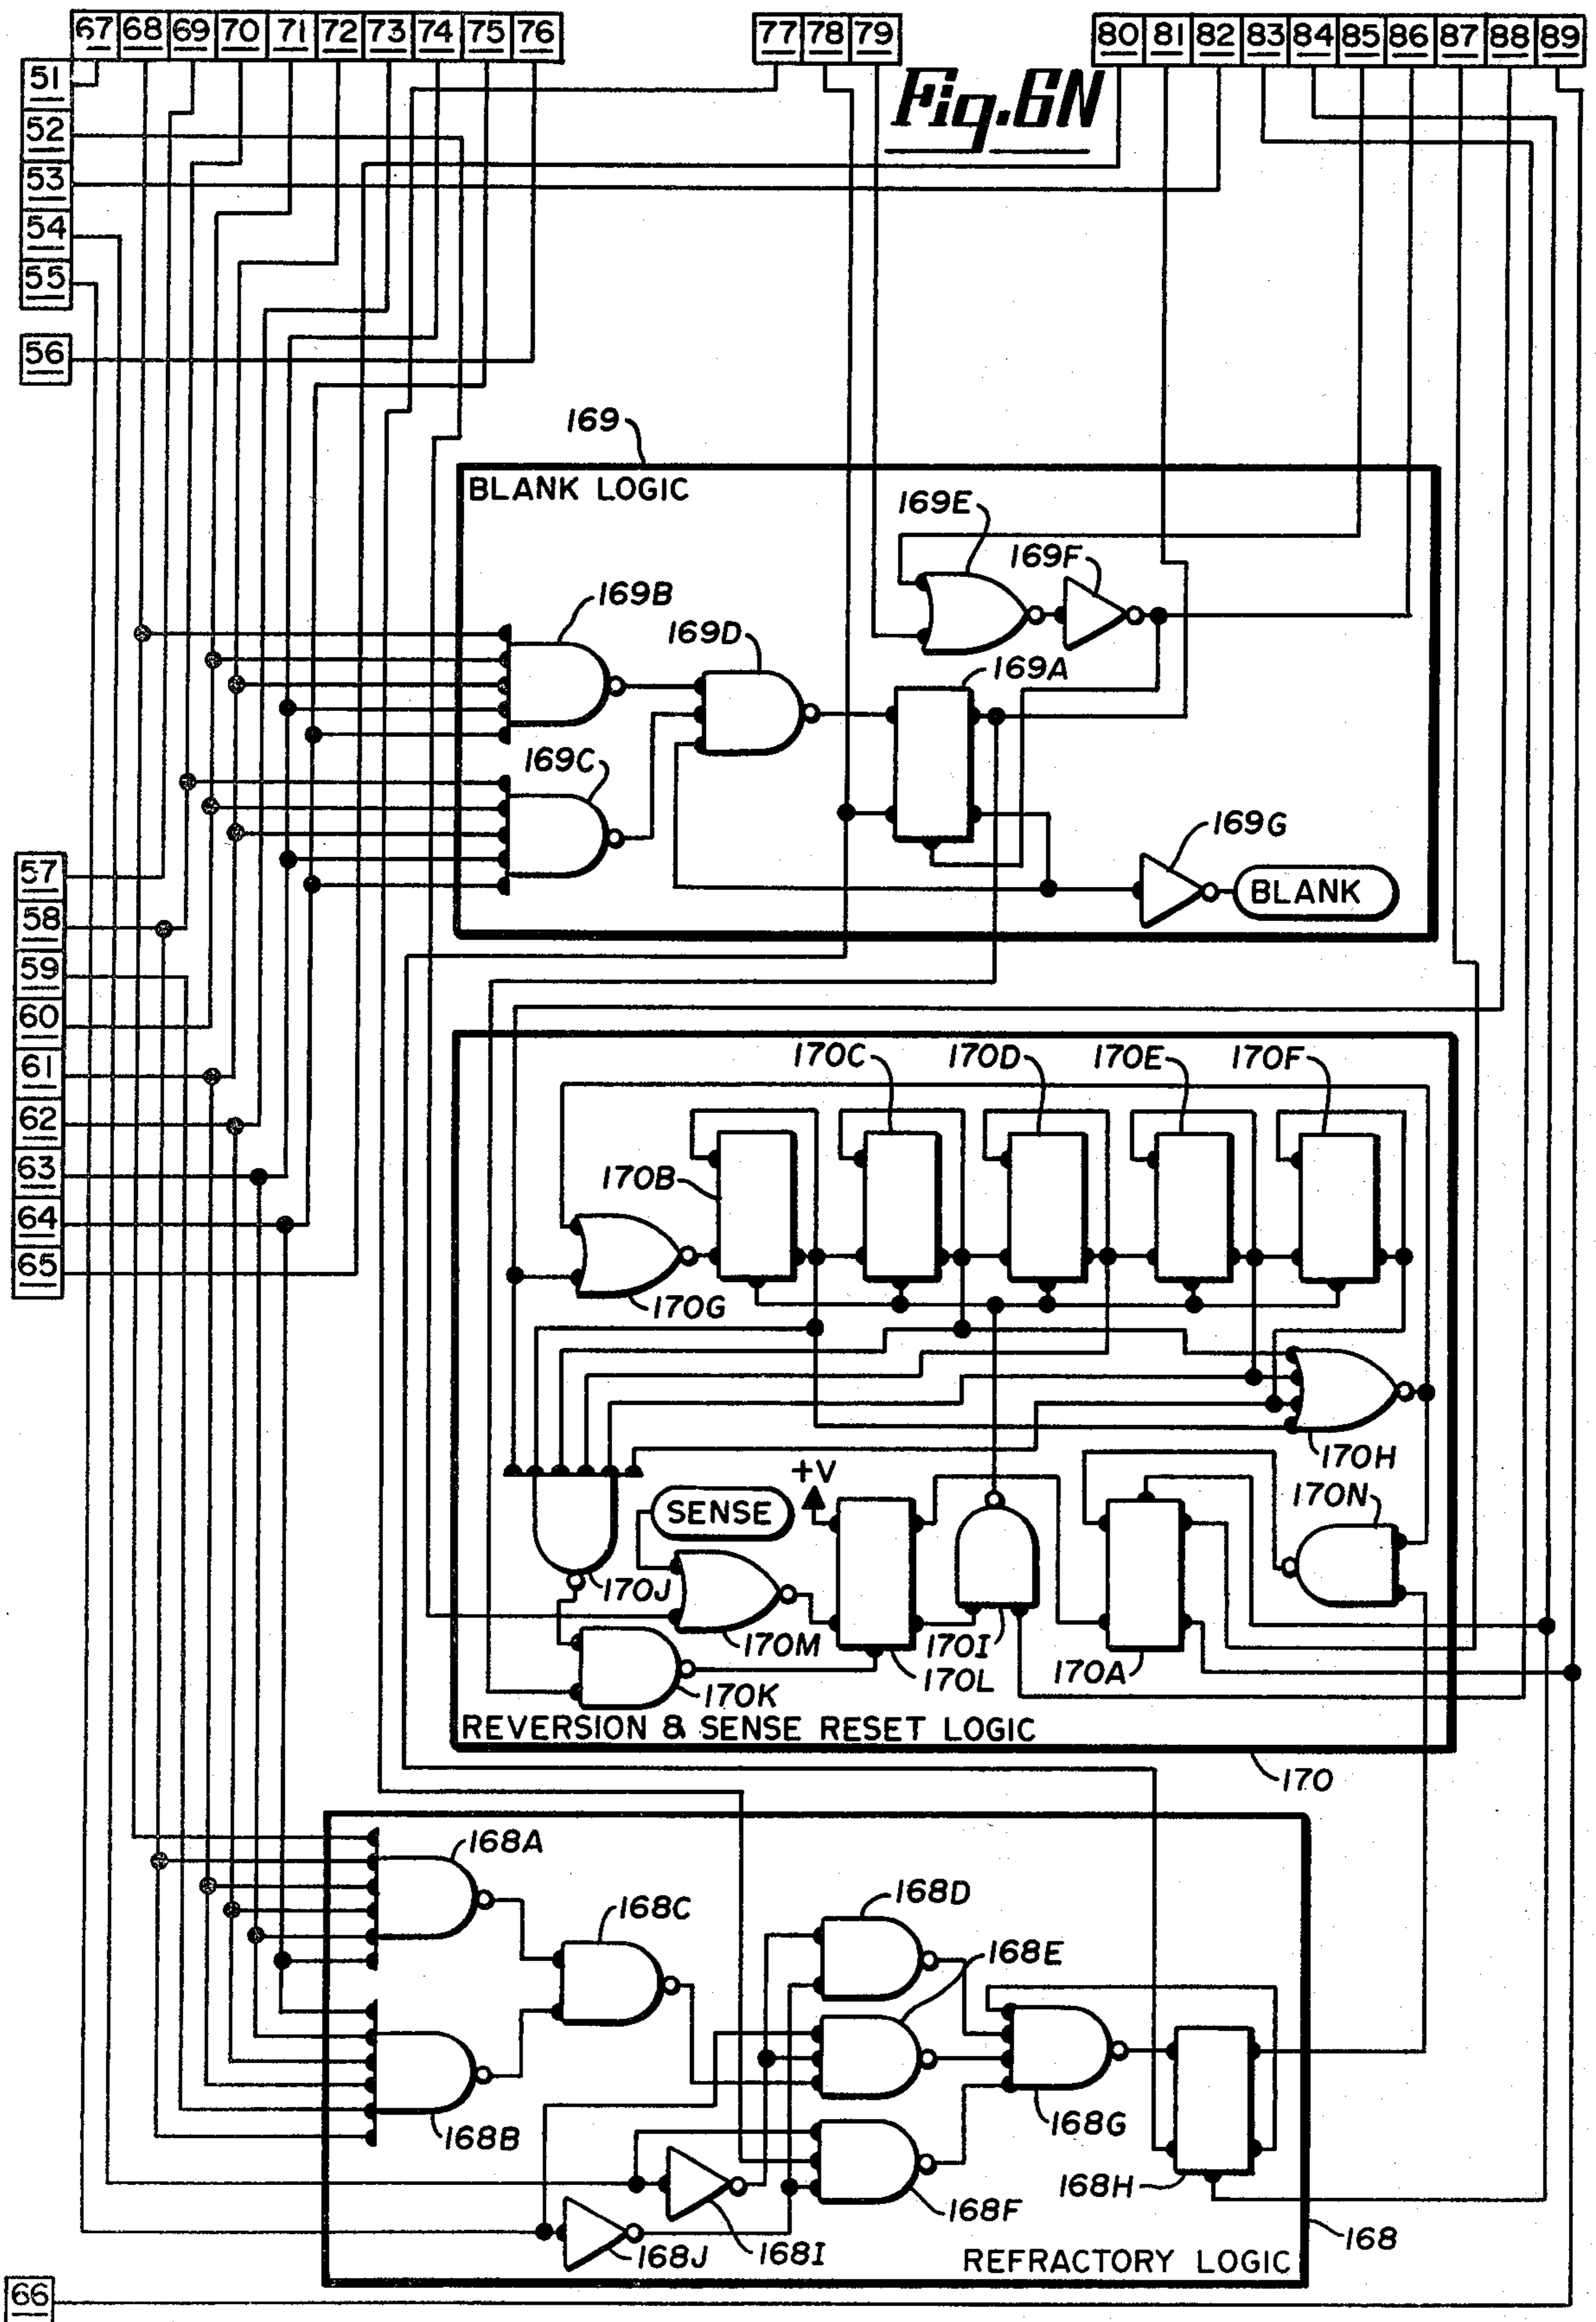 67 68 69 70 71 72 73 74 75 76 77 78 79 80 81 82 83 84 85 86 87 88 89
51
Fig.6N
52
53
54
55
56
169
BLANK LOGIC
169E
169F
169B
169D
169A
169C
169G
BLANK
57
58
59
60
61
62
63
64
65
170C 170D 170E 170F
170B
170G
170H
+V
170N
SENSE
170J
170M
170I
170A
170L
170K
REVERSION & SENSE RESET LOGIC
170
168A
168D
168C
168E
168B
168G
168H
168F
168I
168J
168
REFRACTORY LOGIC
66